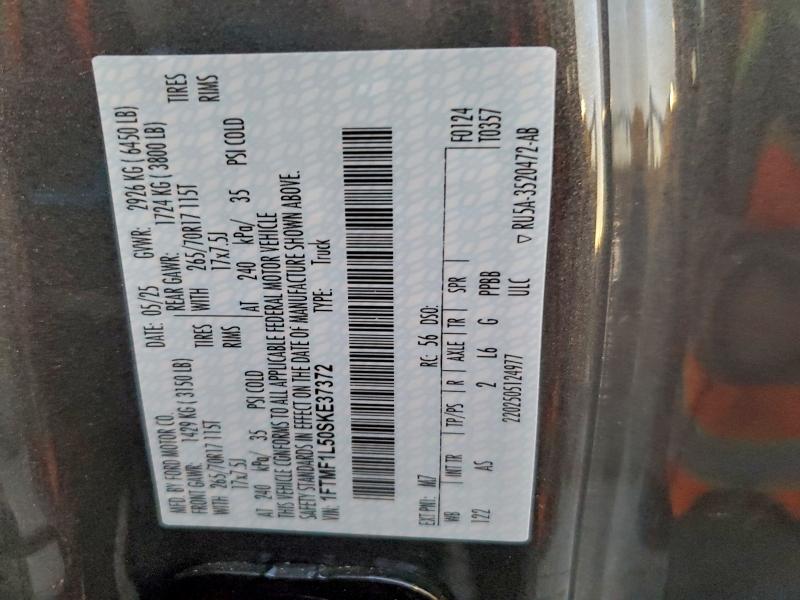 MFD. BY FORD MOTOR CO.
DATE: 05/25 GVWR: 2926 KG ( 6450 LB)
FRONT GAWR: 1429 KG ( 3150 LB) REAR GAWR: 1724 KG ( 3800 LB)
WITH 265/70R17 115T TIRES WITH 265/70R17 115T TIRES
17x7.5J RIMS 17x7.5J RIMS
AT 240 kPa/ 35 PSI COLD AT 240 kPa/ 35 PSI COLD
THIS VEHICLE CONFORMS TO ALL APPLICABLE FEDERAL MOTOR VEHICLE
SAFETY STANDARDS IN EFFECT ON THE DATE OF MANUFACTURE SHOWN ABOVE.
VIN: 1FTMF1L50SKE37372 TYPE: Truck
EXT PNT: M7 RC: 56 DSO: F0124
WB INT TR TP/PS R AXLE TR SPR T0357
122 AS 2 L6 G PPBB
2202505124977 ULC ▽ RU5A-3520472-AB